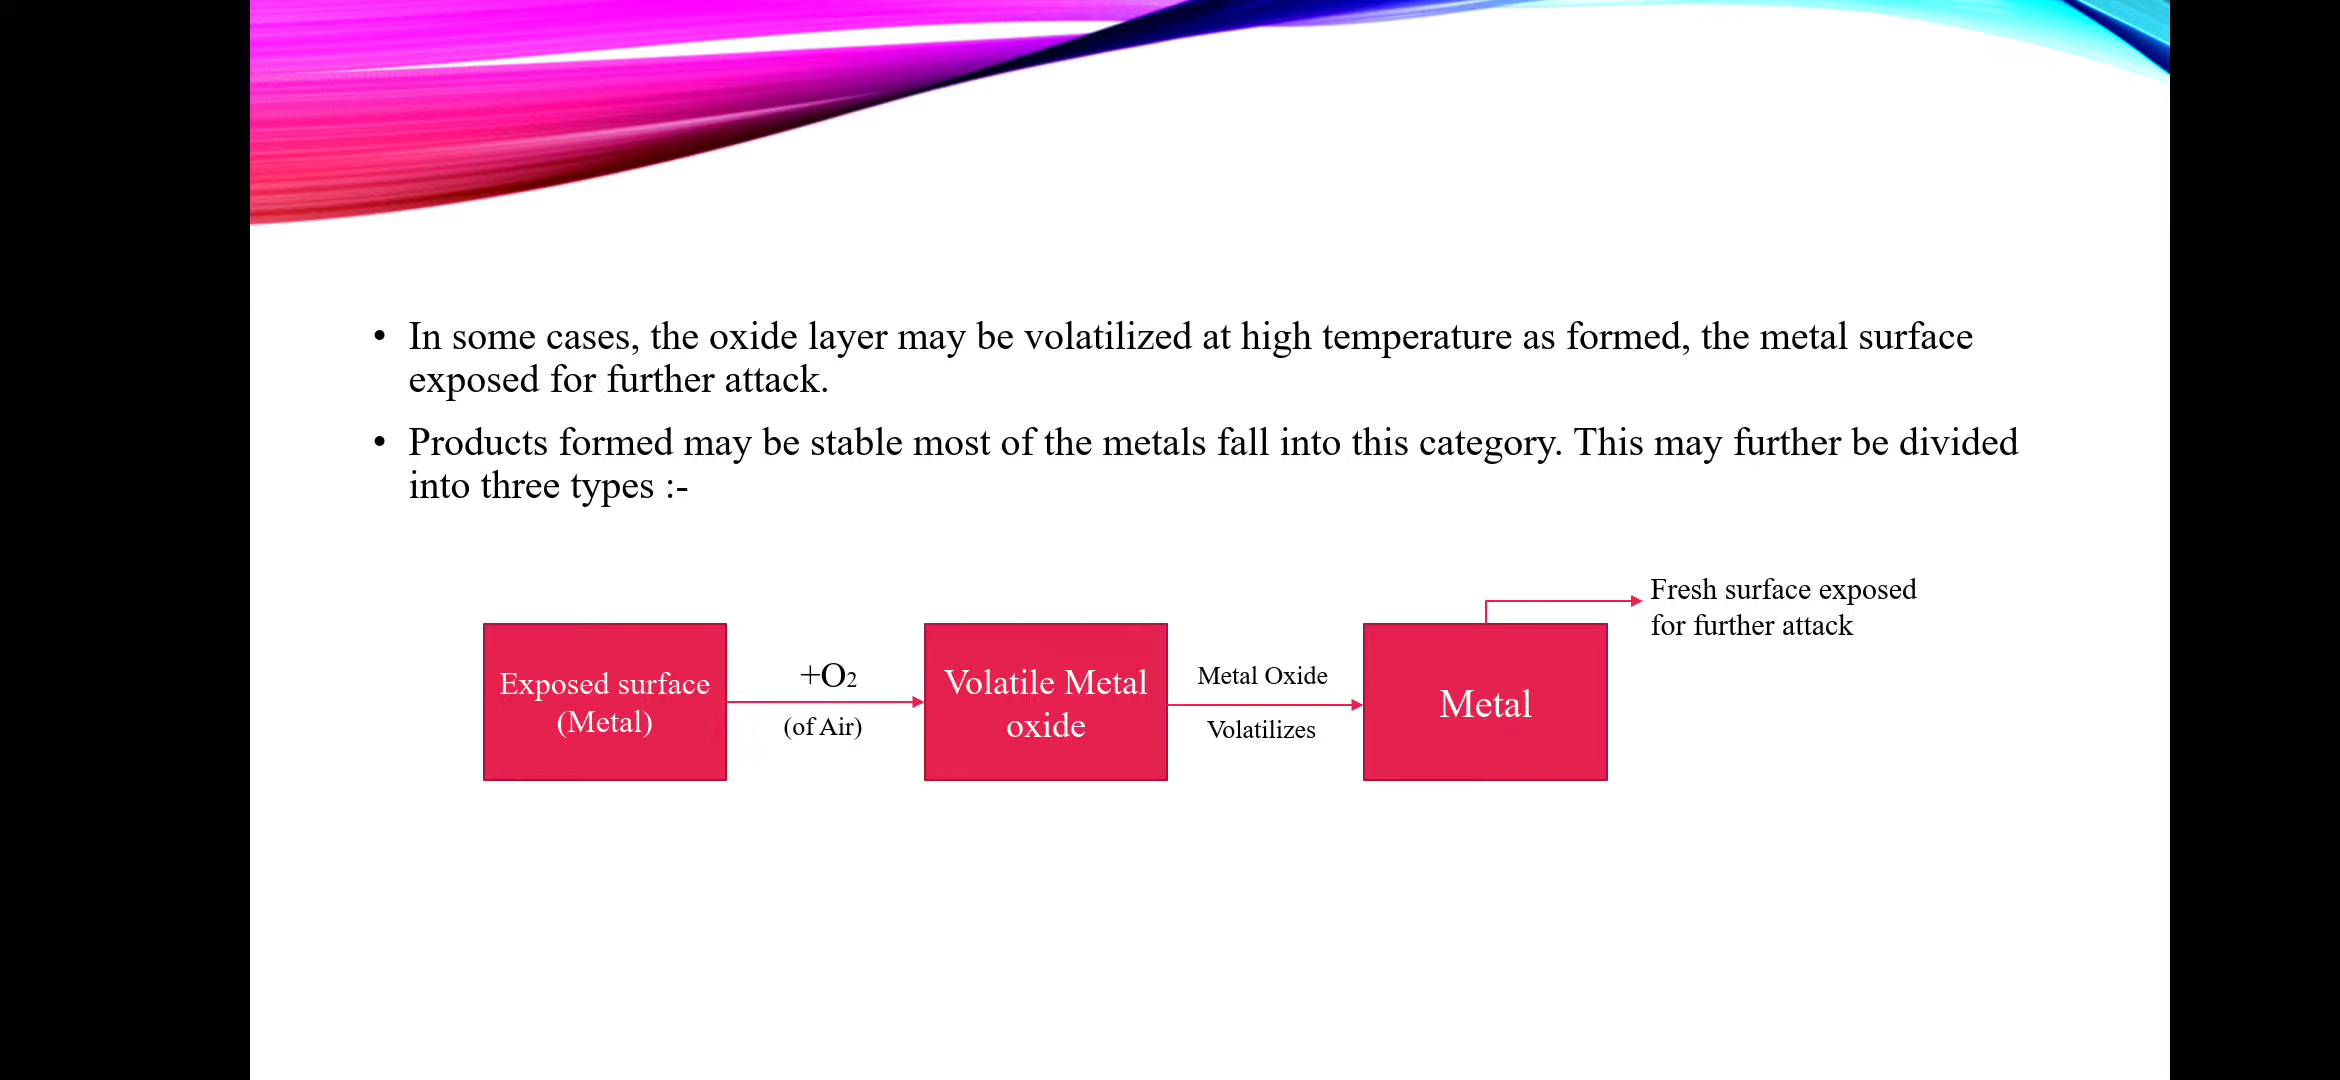 • In some cases, the oxide layer may be volatilized at high temperature as formed, the metal surface
exposed for further attack.
• Products formed may be stable most of the metals fall into this category. This may further be divided
into three types :-
Fresh surface exposed
for further attack
Exposed surface
(Metal)
+O₂
(of Air)
Volatile Metal
oxide
Metal Oxide
Volatilizes
Metal